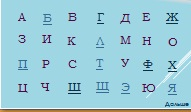 А Б В Г Д Е Ж
З И К Л М Н О
П Р С Т У Ф Х
Ц Ч Ш Щ Э Ю Я
Дальше